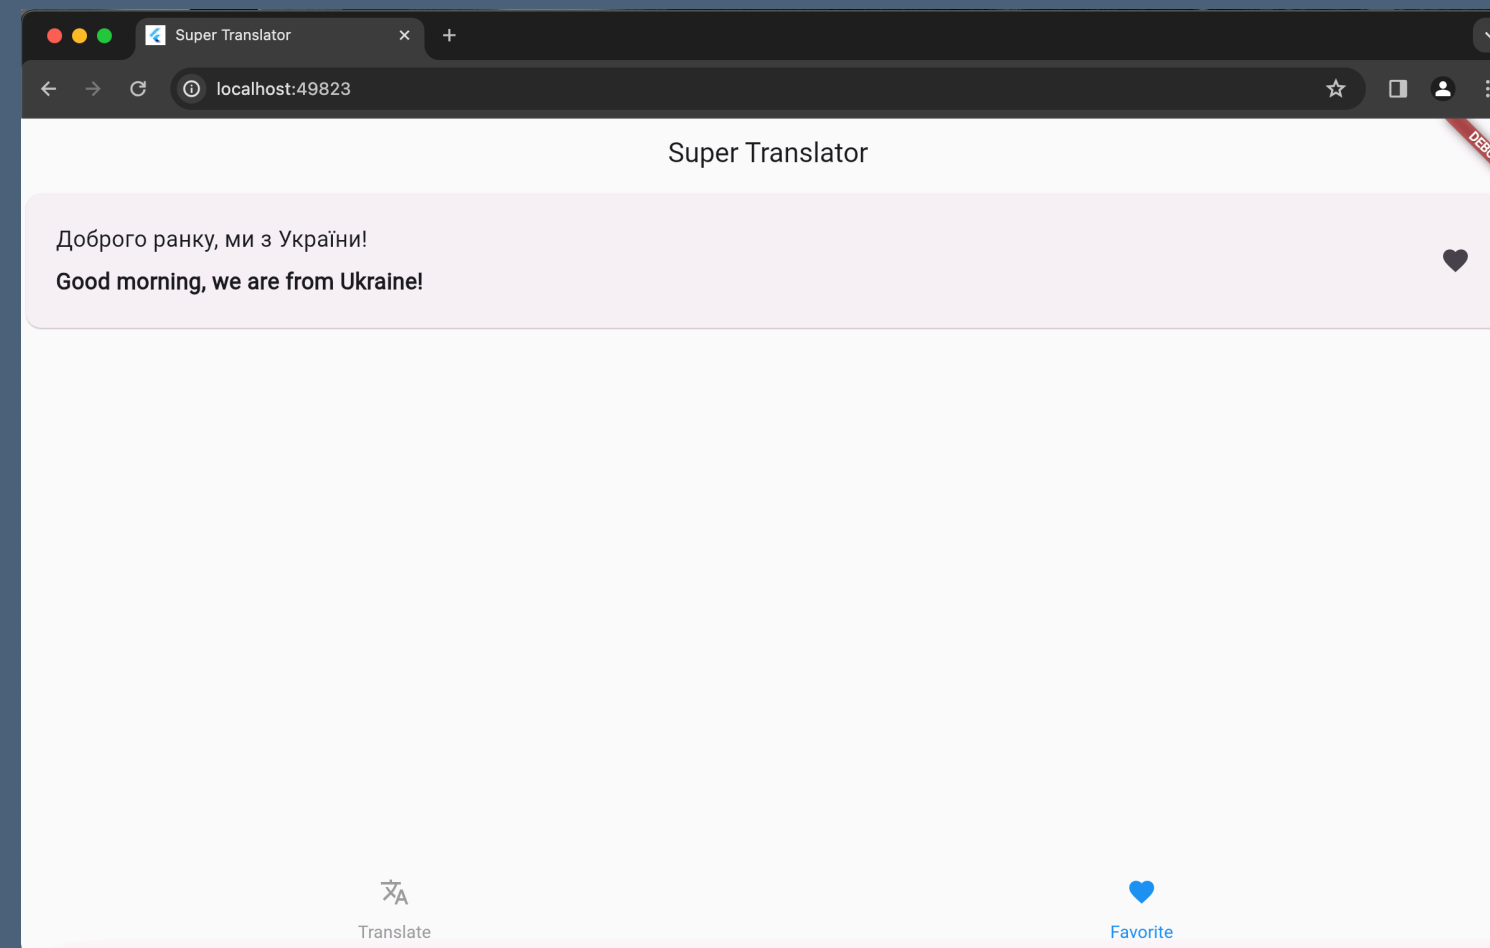 Super Translator
localhost:49823
Super Translator
Доброго ранку, ми з України!
Good morning, we are from Ukraine!
Translate
Favorite